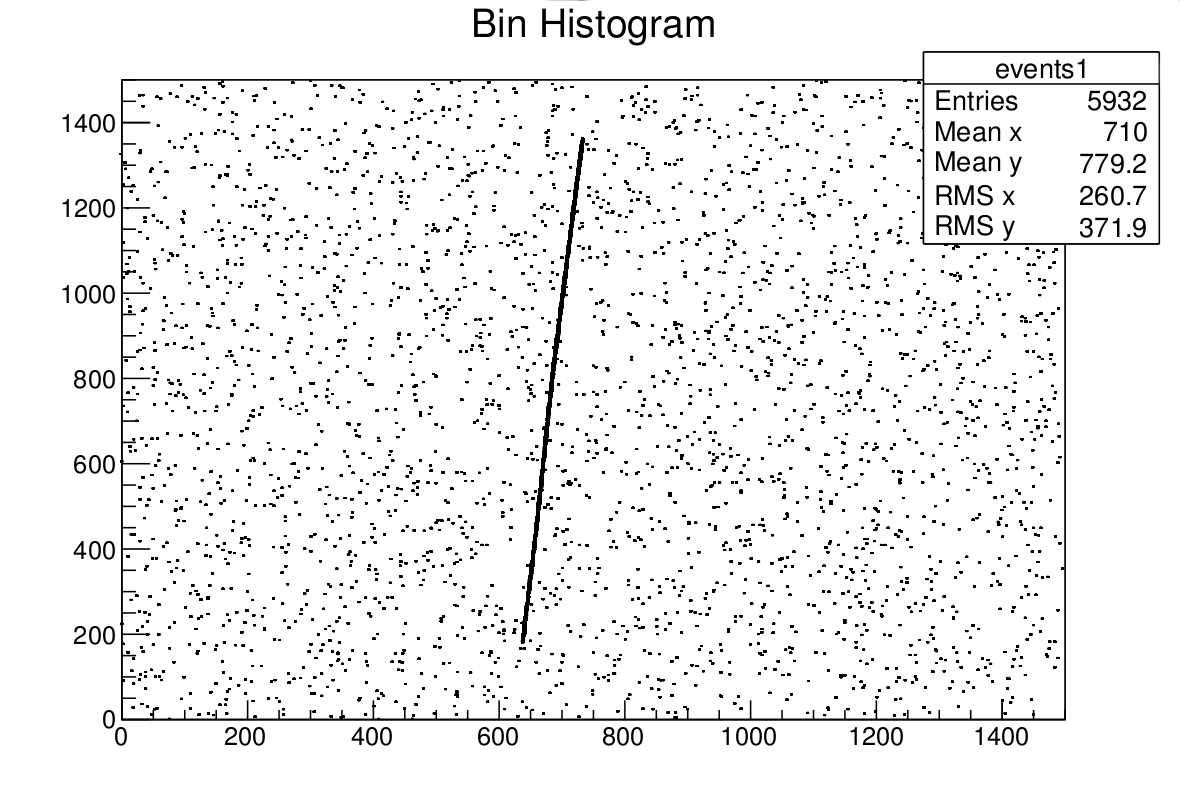 Bin Histogram
events1
Entries 5932
Mean x 710
Mean y 779.2
RMS x 260.7
RMS y 371.9
1400
1200
1000
800
600
400
200
0
0 200 400 600 800 1000 1200 1400